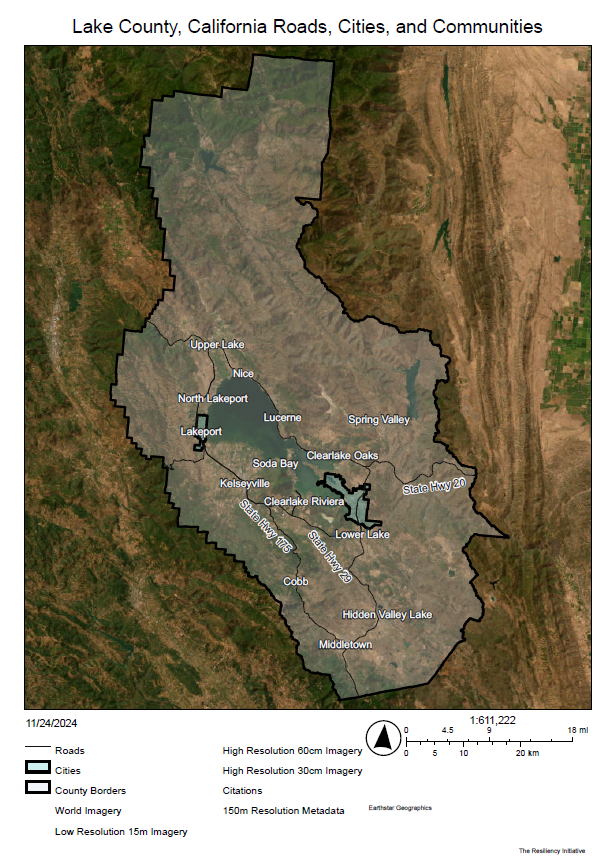 Lake County, California Roads, Cities, and Communities
Upper Lake
Nice
North Lakeport
Lucerne
Spring Valley
Lakeport
Clearlake Oaks
Soda Bay
Kelseyville
State Hwy 20
Clearlake Riviera
State Hwy 175
Lower Lake
State Hwy 29
Cobb
Hidden Valley Lake
Middletown
11/24/2024
1:611,222
0 4.5 9 18 mi
0 5 10 20 km
Roads
Cities
County Borders
World Imagery
Low Resolution 15m Imagery
High Resolution 60cm Imagery
High Resolution 30cm Imagery
Citations
150m Resolution Metadata
Earthstar Geographics
The Resiliency Initiative